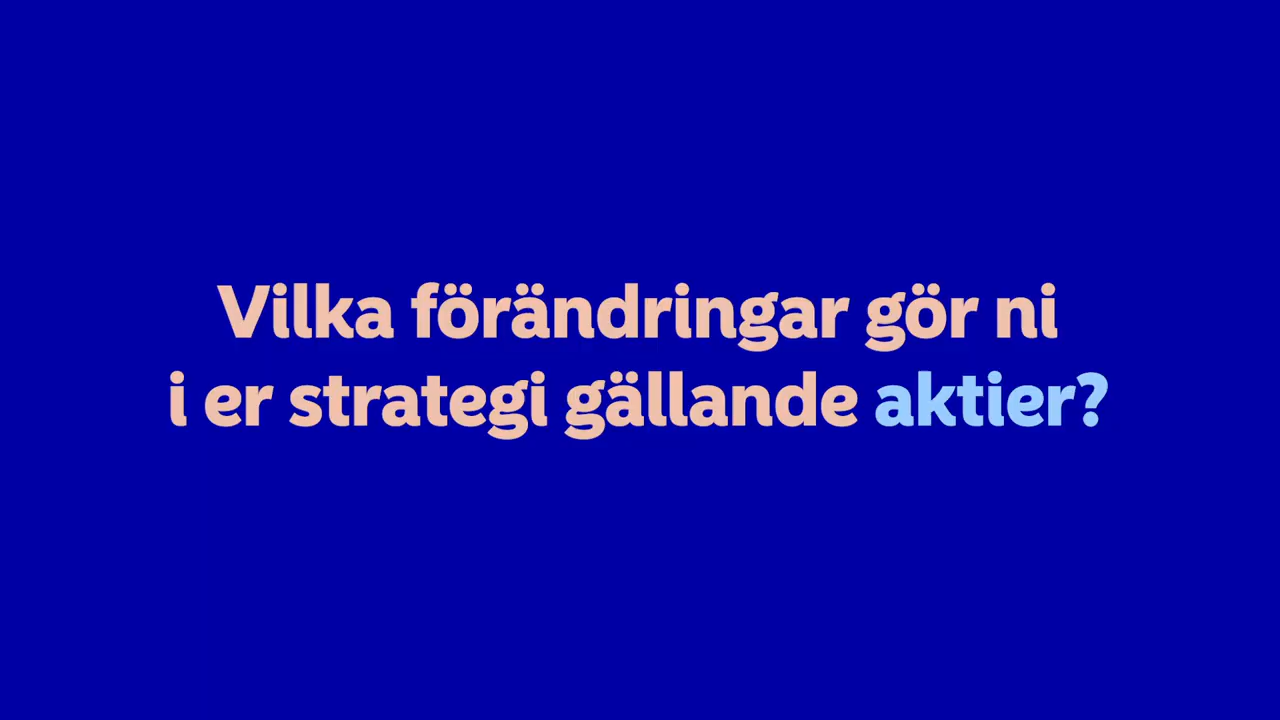 Vilka förändringar gör ni
i er strategi gällande aktier?